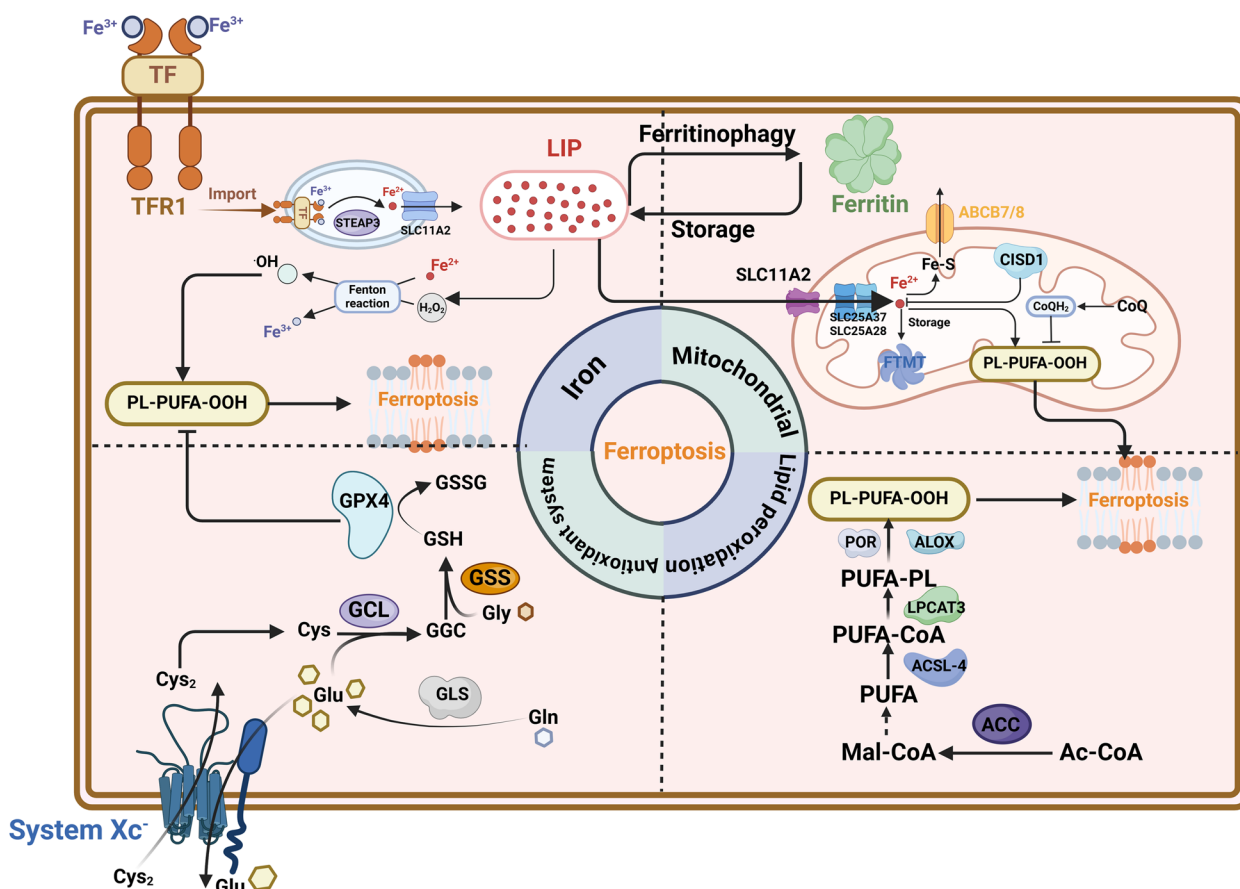 Fe³⁺
Fe³⁺
TF
TFR1
Import
Fe³⁺
TF
STEAP3
Fe²⁺
SLC11A2
LIP
Ferritinophagy
Storage
Ferritin
·OH
Fenton
reaction
Fe²⁺
H₂O₂
Fe³⁺
PL-PUFA-OOH
Ferroptosis
SLC11A2
SLC25A37
SLC25A28
ABCB7/8
Fe-S
Fe²⁺
CISD1
CoQH₂
CoQ
Storage
FTMT
PL-PUFA-OOH
Iron
Mitochondrial
Ferroptosis
Antioxidant system
Lipid peroxidation
GPX4
GSSG
GSH
GSS
Gly
GCL
Cys
GGC
Cys₂
Glu
GLS
Gln
System Xc⁻
Cys₂
Glu
PL-PUFA-OOH
Ferroptosis
POR
ALOX
PUFA-PL
LPCAT3
PUFA-CoA
ACSL-4
PUFA
ACC
Mal-CoA
Ac-CoA